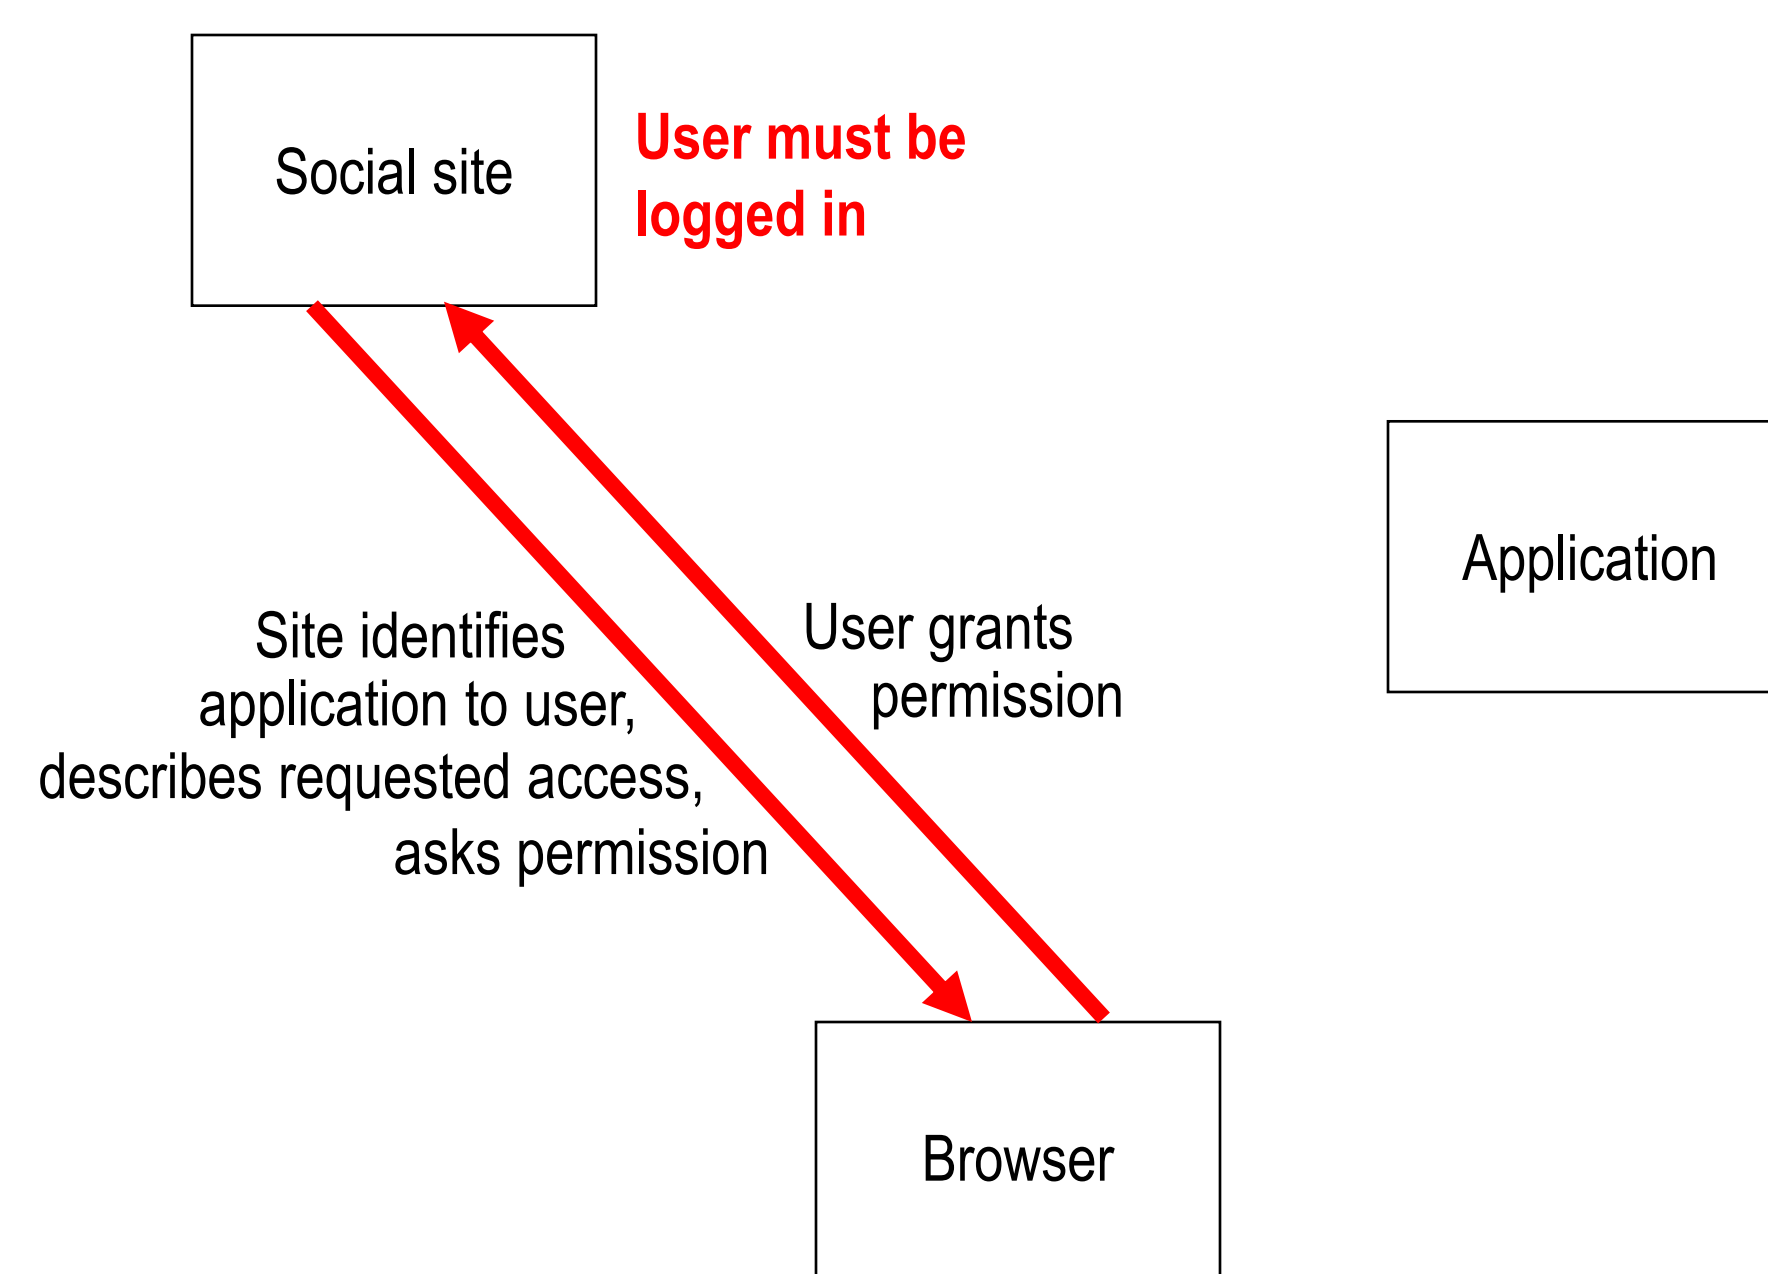 Social site
User must be
logged in
Application
Site identifies
application to user,
describes requested access,
asks permission
User grants
permission
Browser